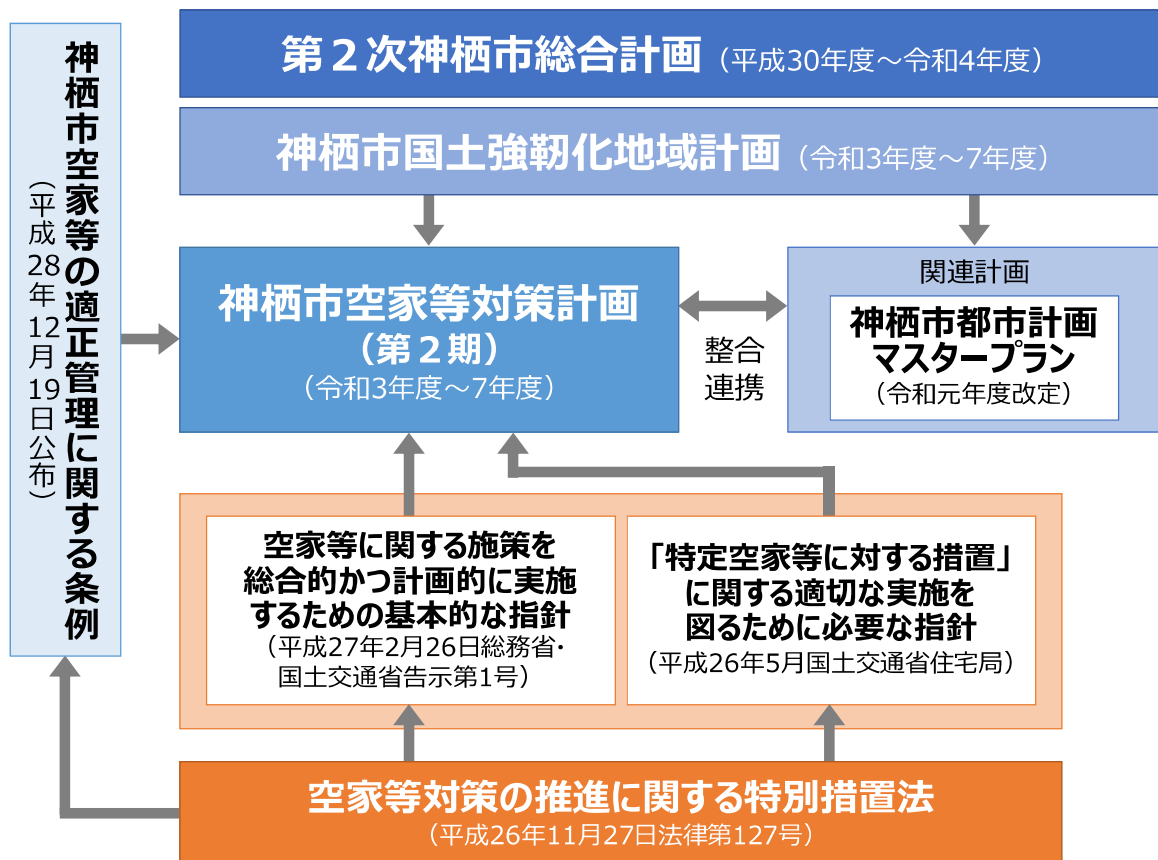 神栖市空家等の適正管理に関する条例
（平成28年12月19日公布）
第２次神栖市総合計画（平成30年度～令和4年度）
神栖市国土強靭化地域計画（令和3年度～7年度）
神栖市空家等対策計画
（第２期）
（令和3年度～7年度）
整合
連携
関連計画
神栖市都市計画
マスタープラン
（令和元年度改定）
空家等に関する施策を
総合的かつ計画的に実施
するための基本的な指針
（平成27年2月26日総務省・
国土交通省告示第1号）
「特定空家等に対する措置」
に関する適切な実施を
図るために必要な指針
（平成26年5月国土交通省住宅局）
空家等対策の推進に関する特別措置法
（平成26年11月27日法律第127号）